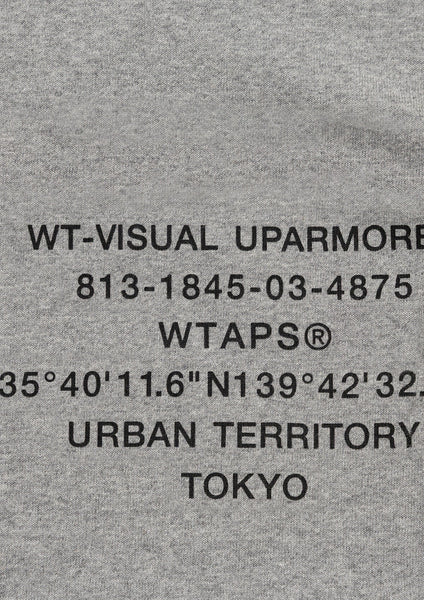 WT-VISUAL UPARMORE
813-1845-03-4875
WTAPS®
35°40'11.6"N139°42'32.
URBAN TERRITORY
TOKYO